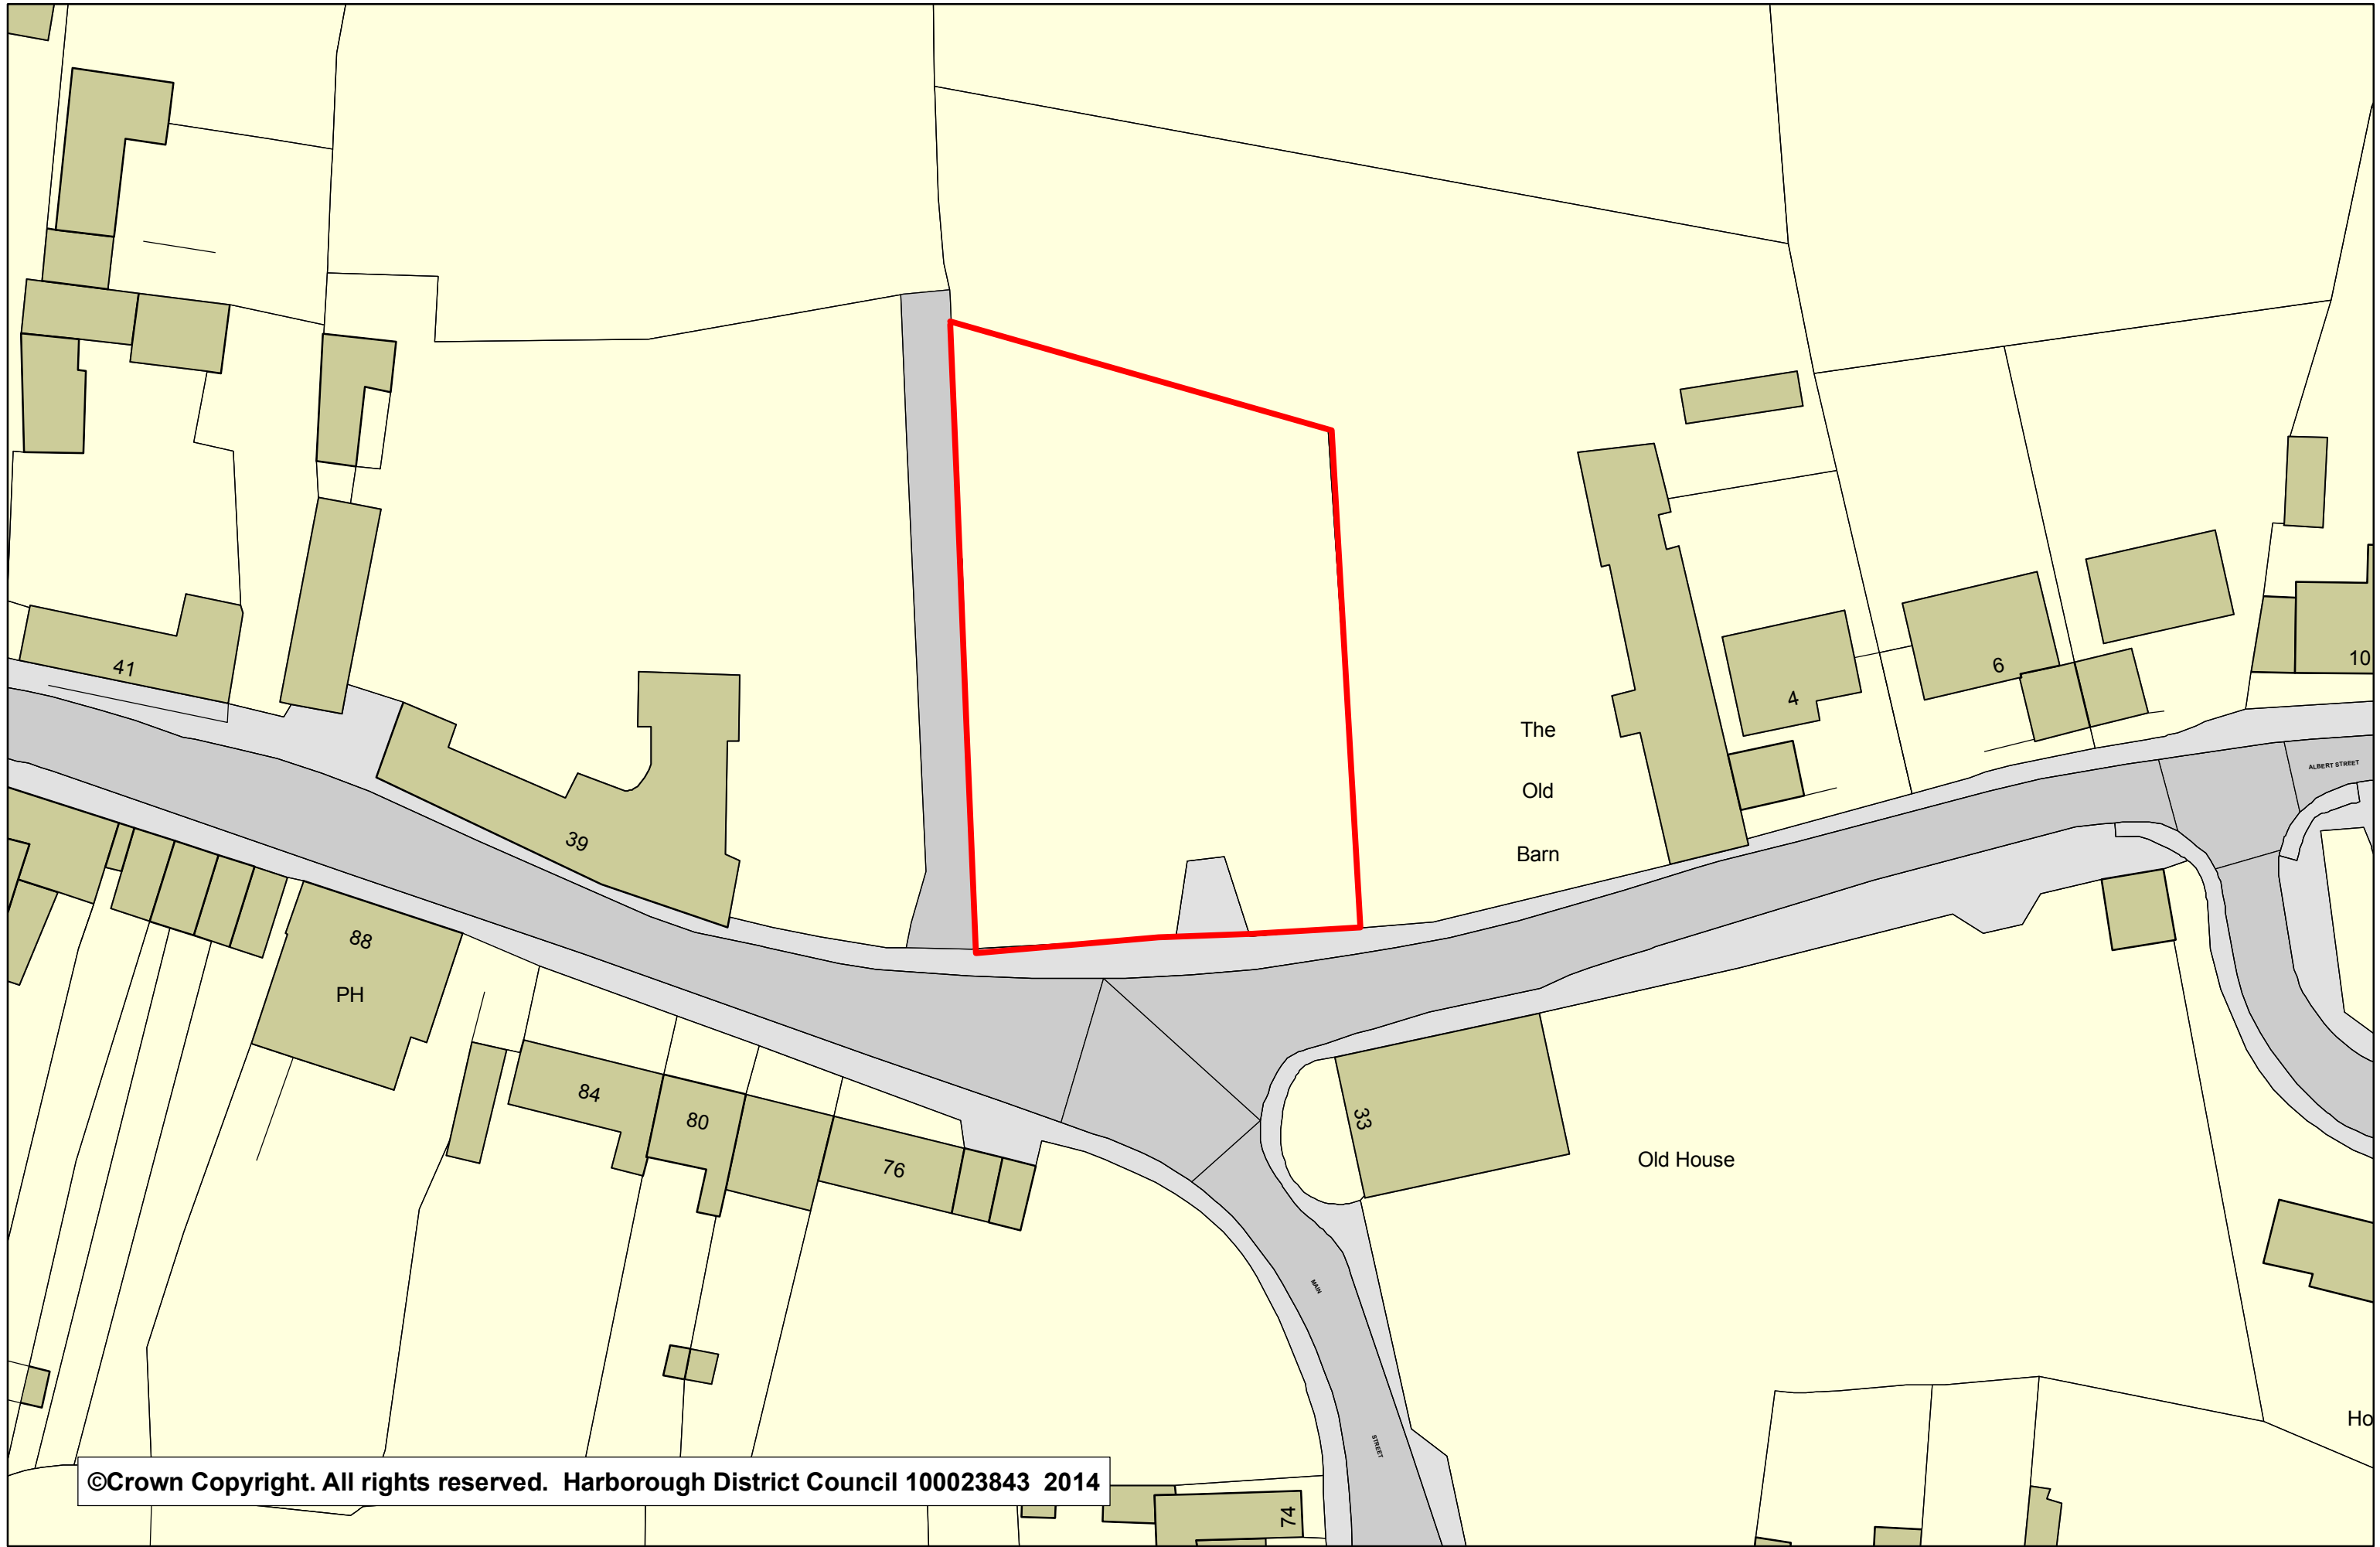 41
39
The
Old
Barn
4
6
10
ALBERT STREET
88
PH
84
80
76
33
Old House
MAIN
STREET
Ho
74
©Crown Copyright. All rights reserved. Harborough District Council 100023843 2014